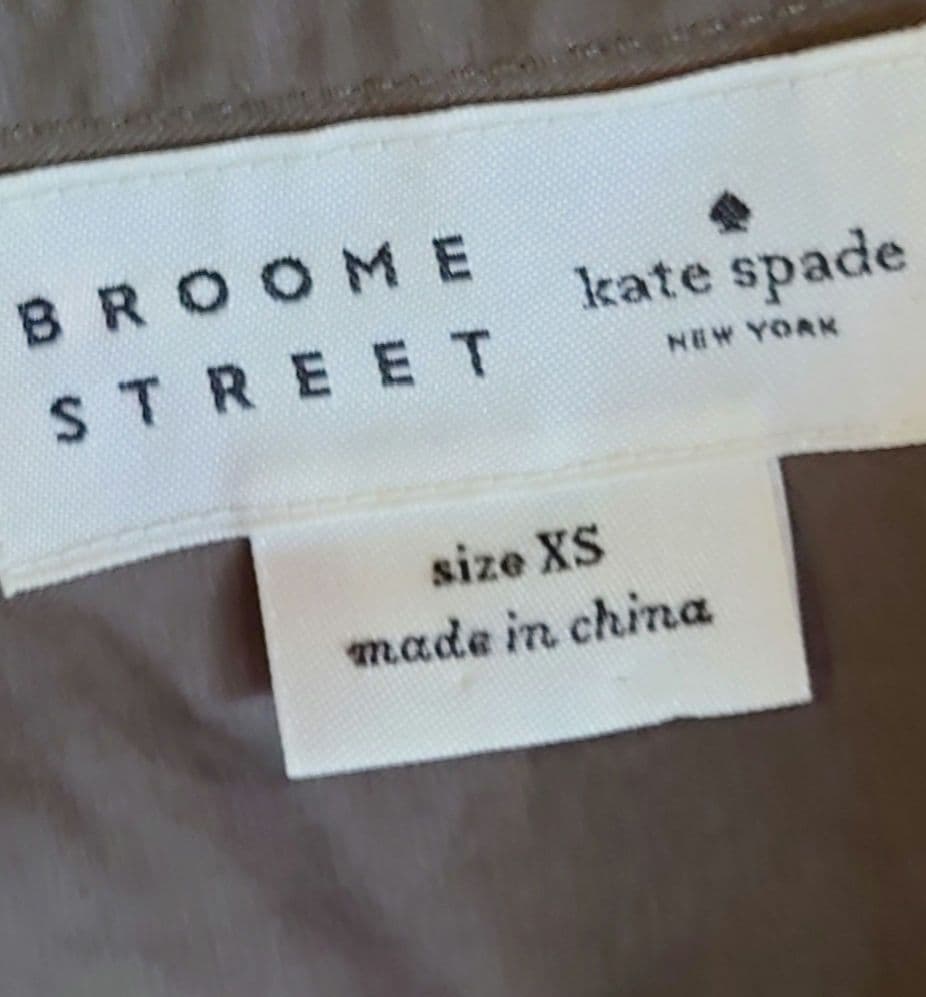 BROOME
STREET
kate spade
NEW YORK
size XS
made in china